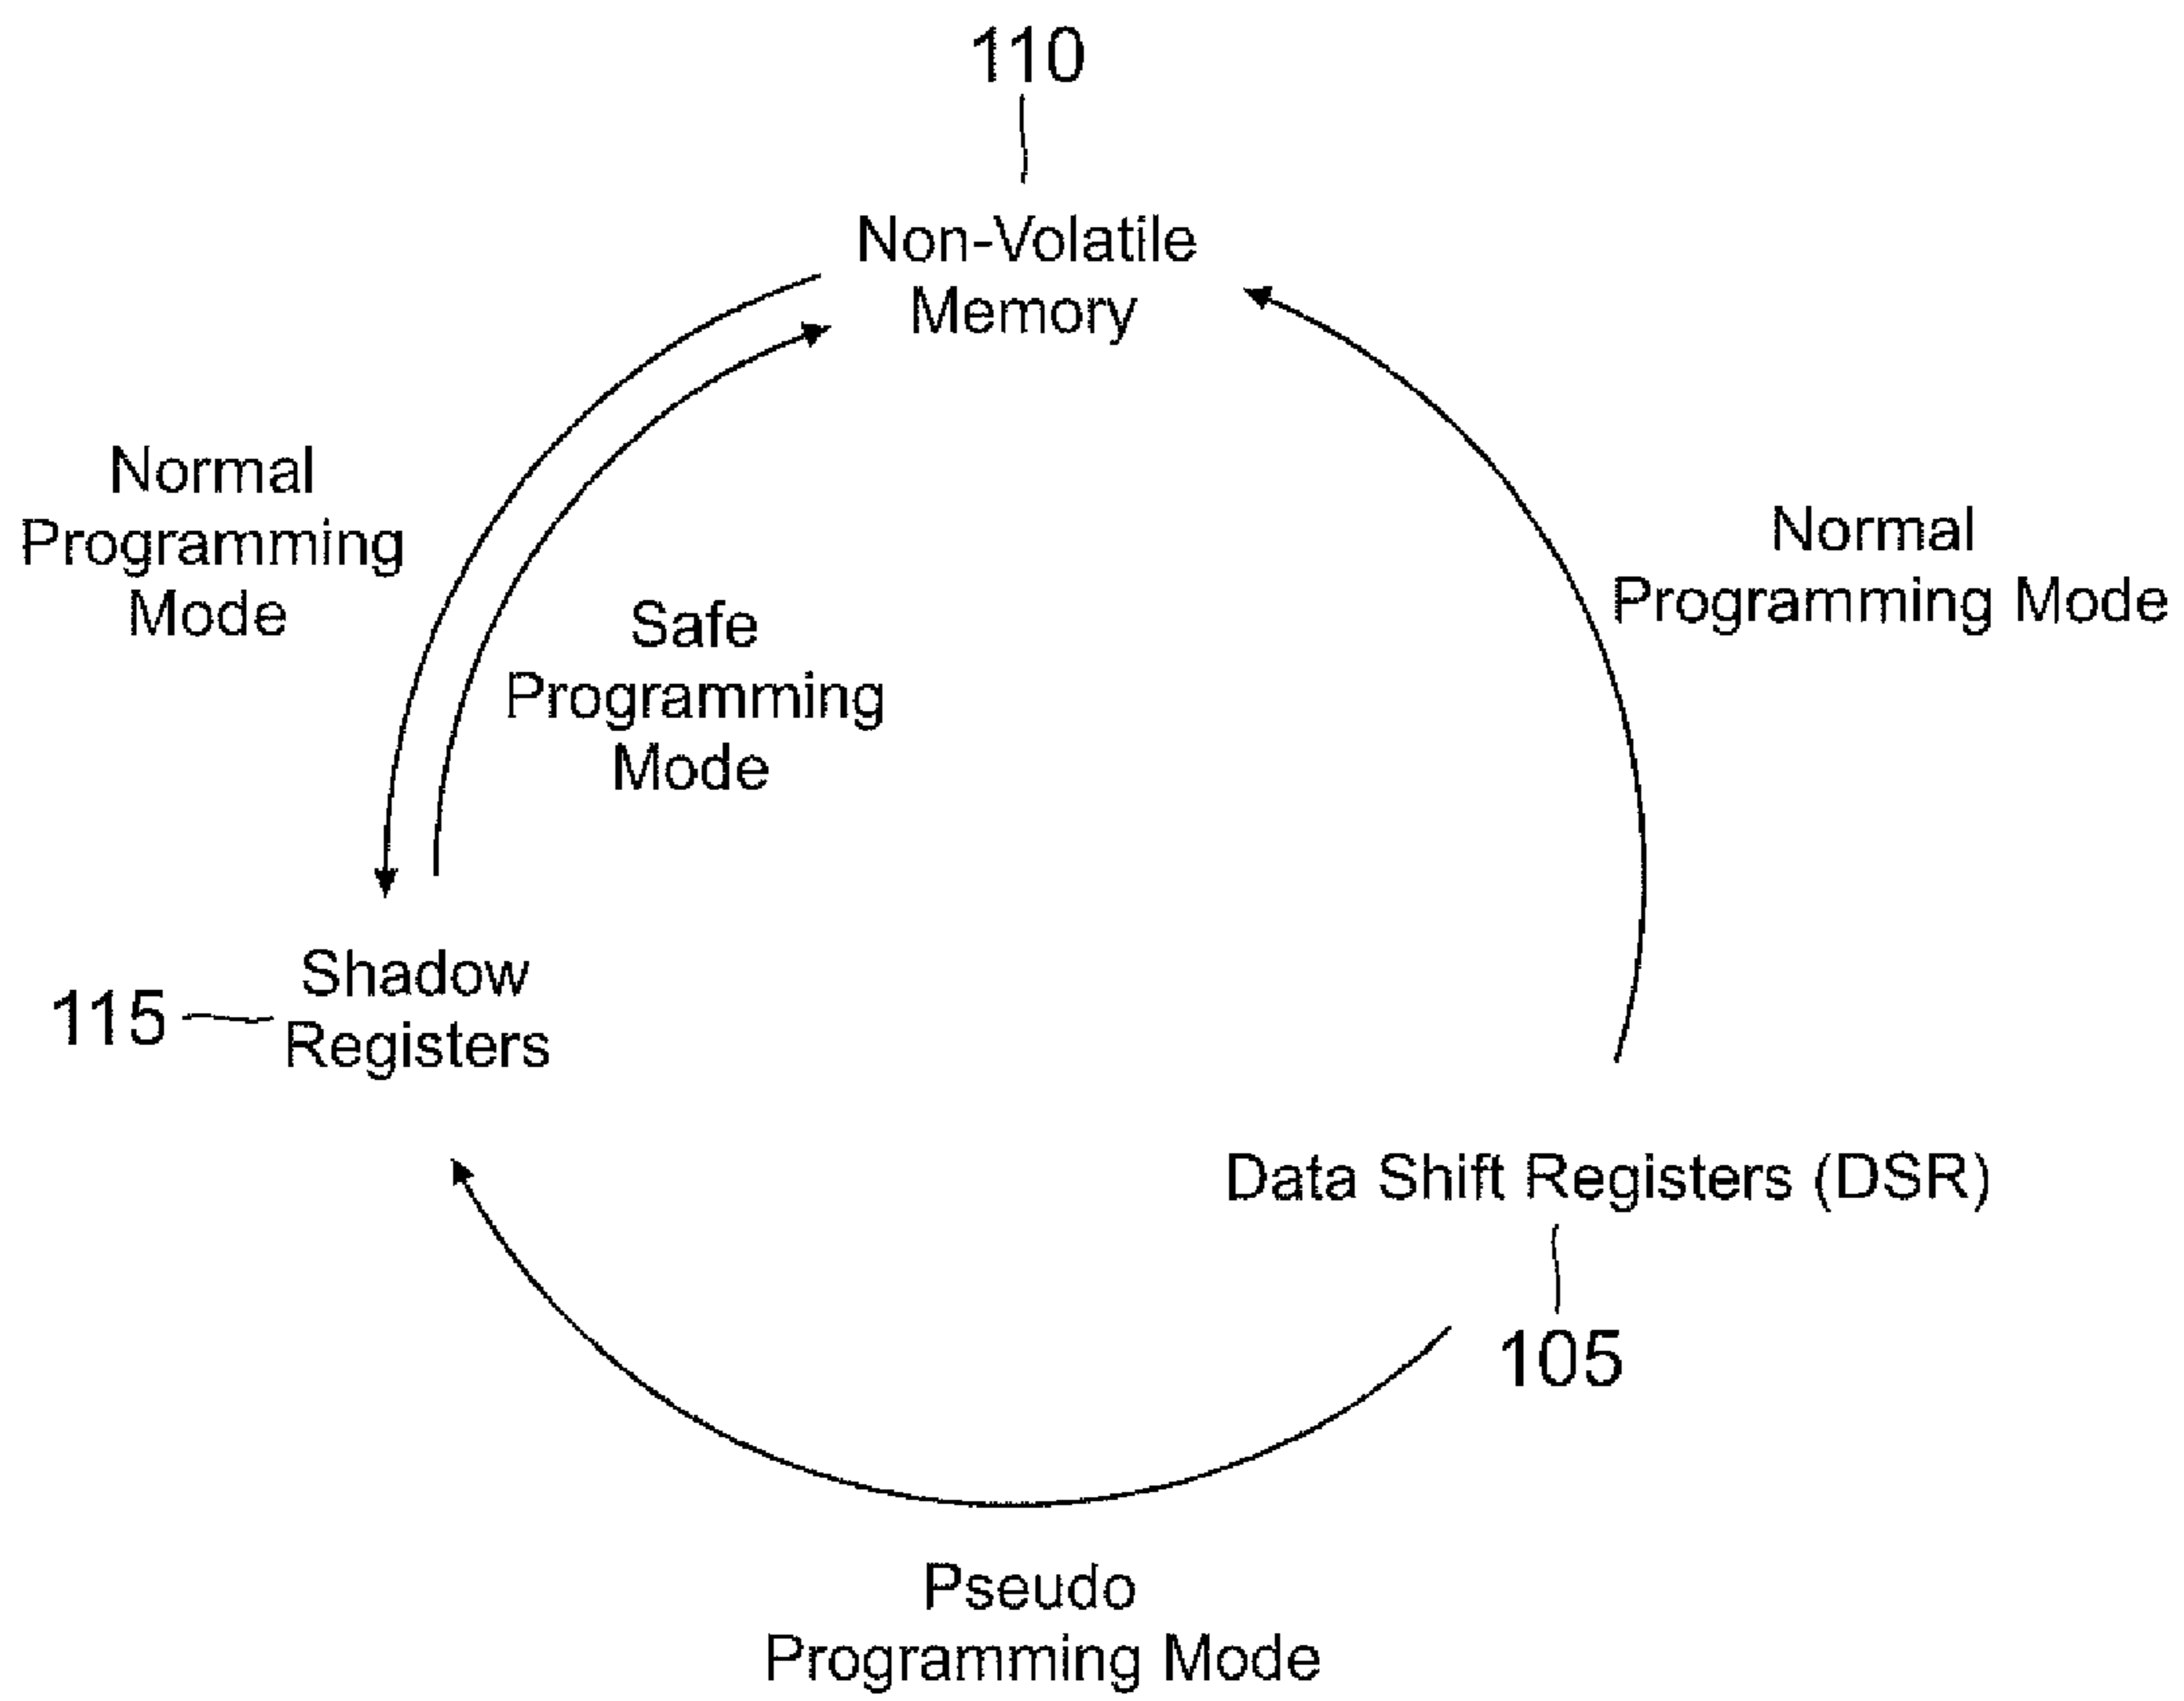 110
Non-Volatile
Memory
Normal
Programming
Mode
Safe
Programming
Mode
Normal
Programming Mode
115
Shadow
Registers
Data Shift Registers (DSR)
105
Pseudo
Programming Mode